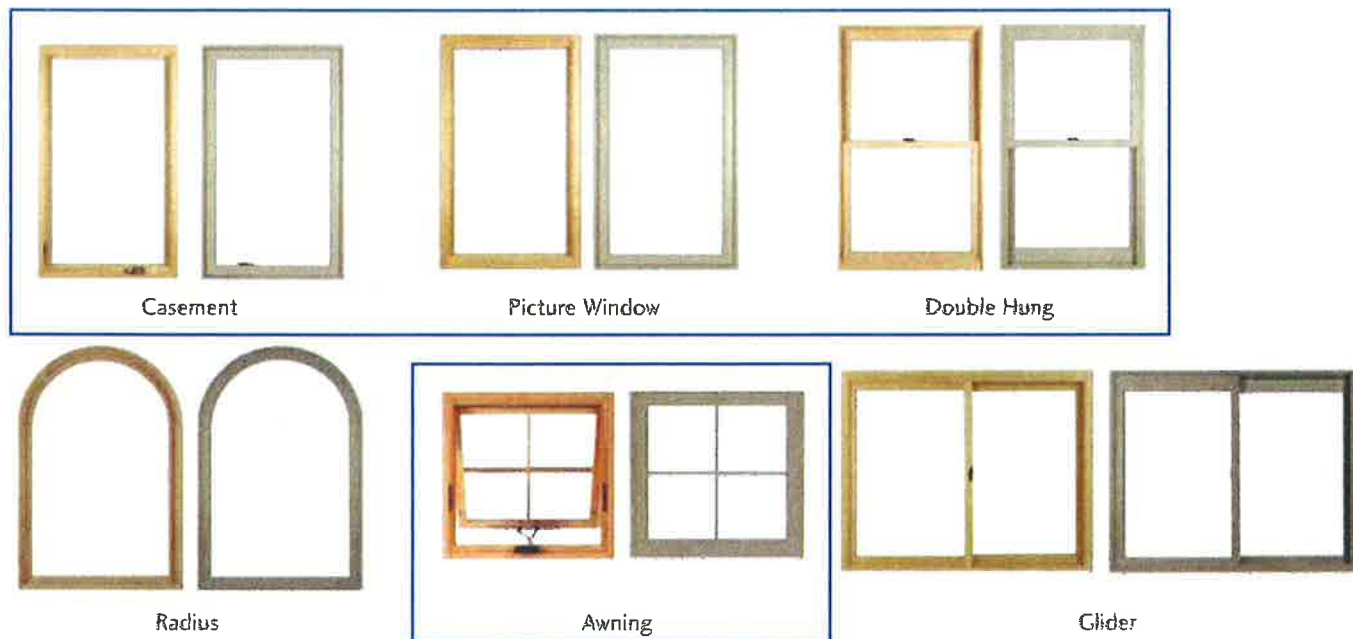 Casement
Picture Window
Double Hung
Radius
Awning
Glider